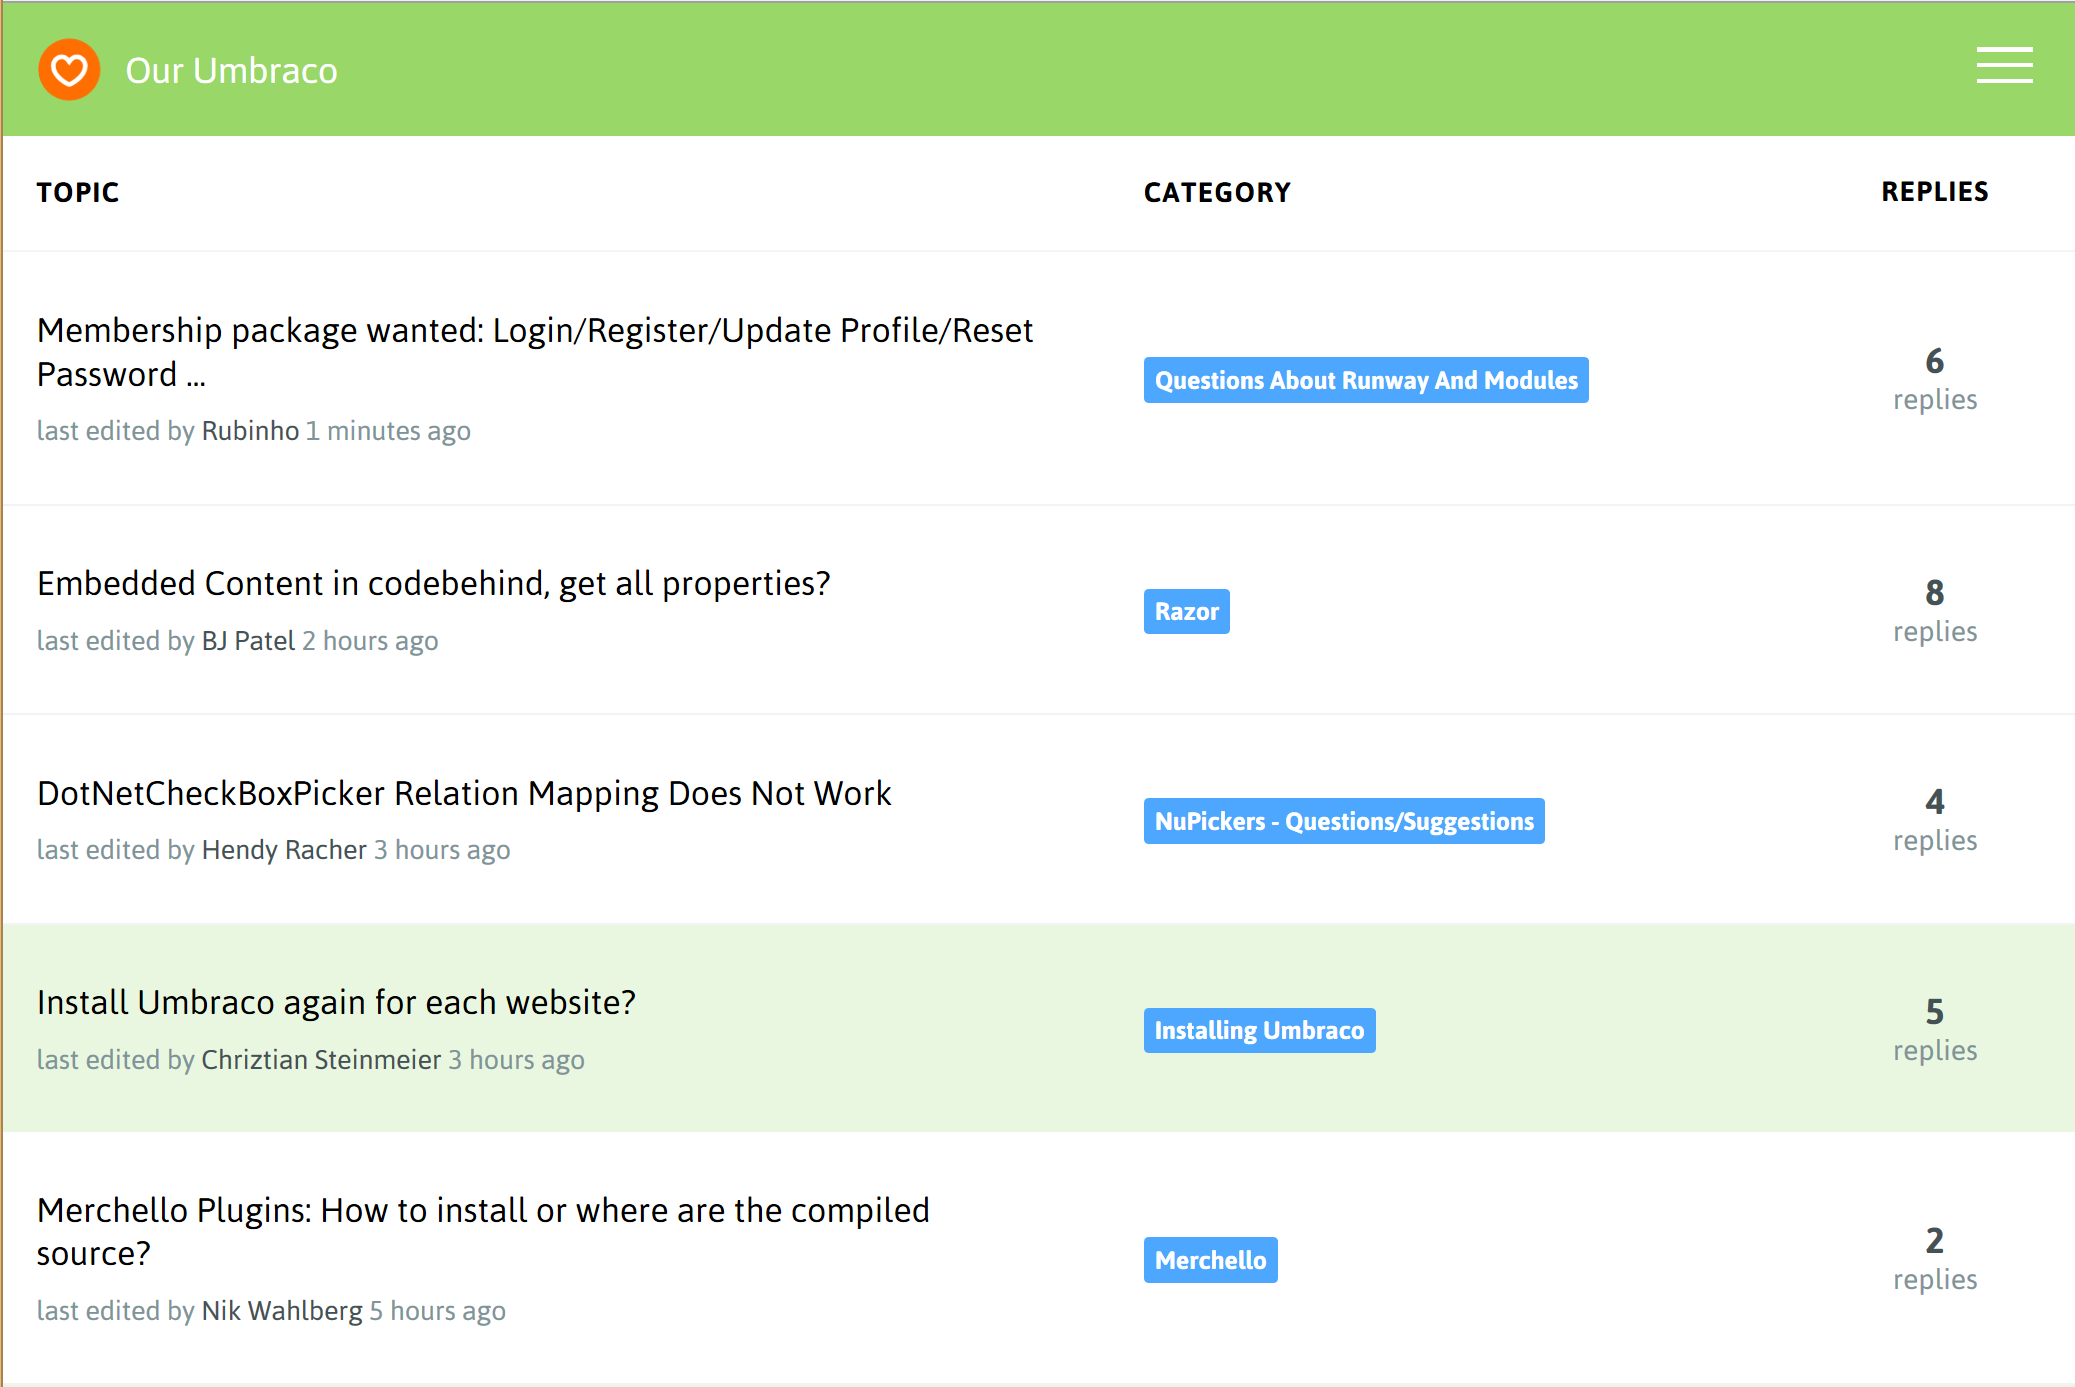 Our Umbraco
TOPIC CATEGORY REPLIES
Membership package wanted: Login/Register/Update Profile/Reset
Password ...
last edited by Rubinho 1 minutes ago
Questions About Runway And Modules
6
replies
Embedded Content in codebehind, get all properties?
last edited by BJ Patel 2 hours ago
Razor
8
replies
DotNetCheckBoxPicker Relation Mapping Does Not Work
last edited by Hendy Racher 3 hours ago
NuPickers - Questions/Suggestions
4
replies
Install Umbraco again for each website?
last edited by Chriztian Steinmeier 3 hours ago
Installing Umbraco
5
replies
Merchello Plugins: How to install or where are the compiled
source?
last edited by Nik Wahlberg 5 hours ago
Merchello
2
replies